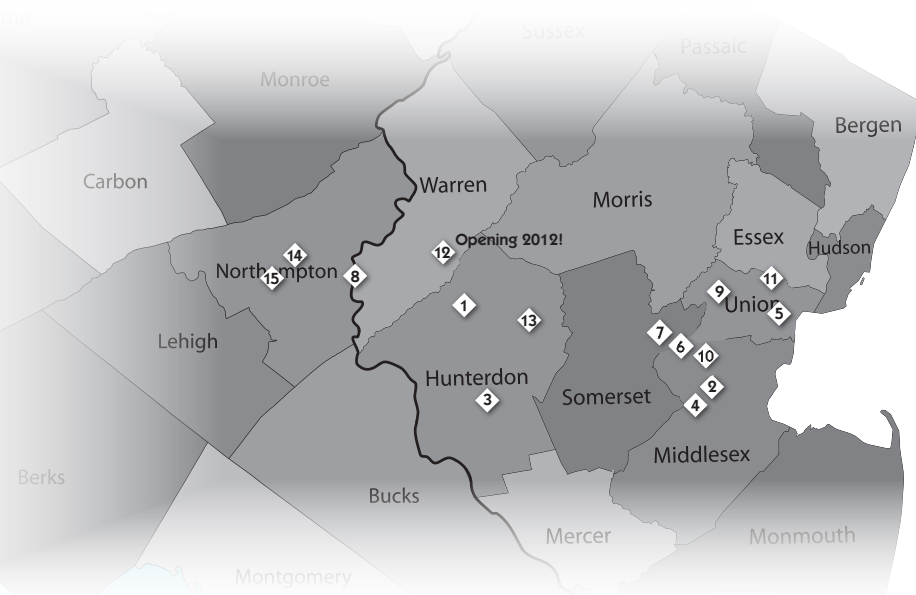 Sussex
Passaic
Monroe
Bergen
Carbon
Warren
Morris
Opening 2012!
Essex
Hudson
12
14
Northampton
15
8
11
9
Union
1
13
5
7
6
10
Lehigh
Hunterdon
2
3
Somerset
4
Middlesex
Berks
Bucks
Mercer
Monmouth
Montgomery